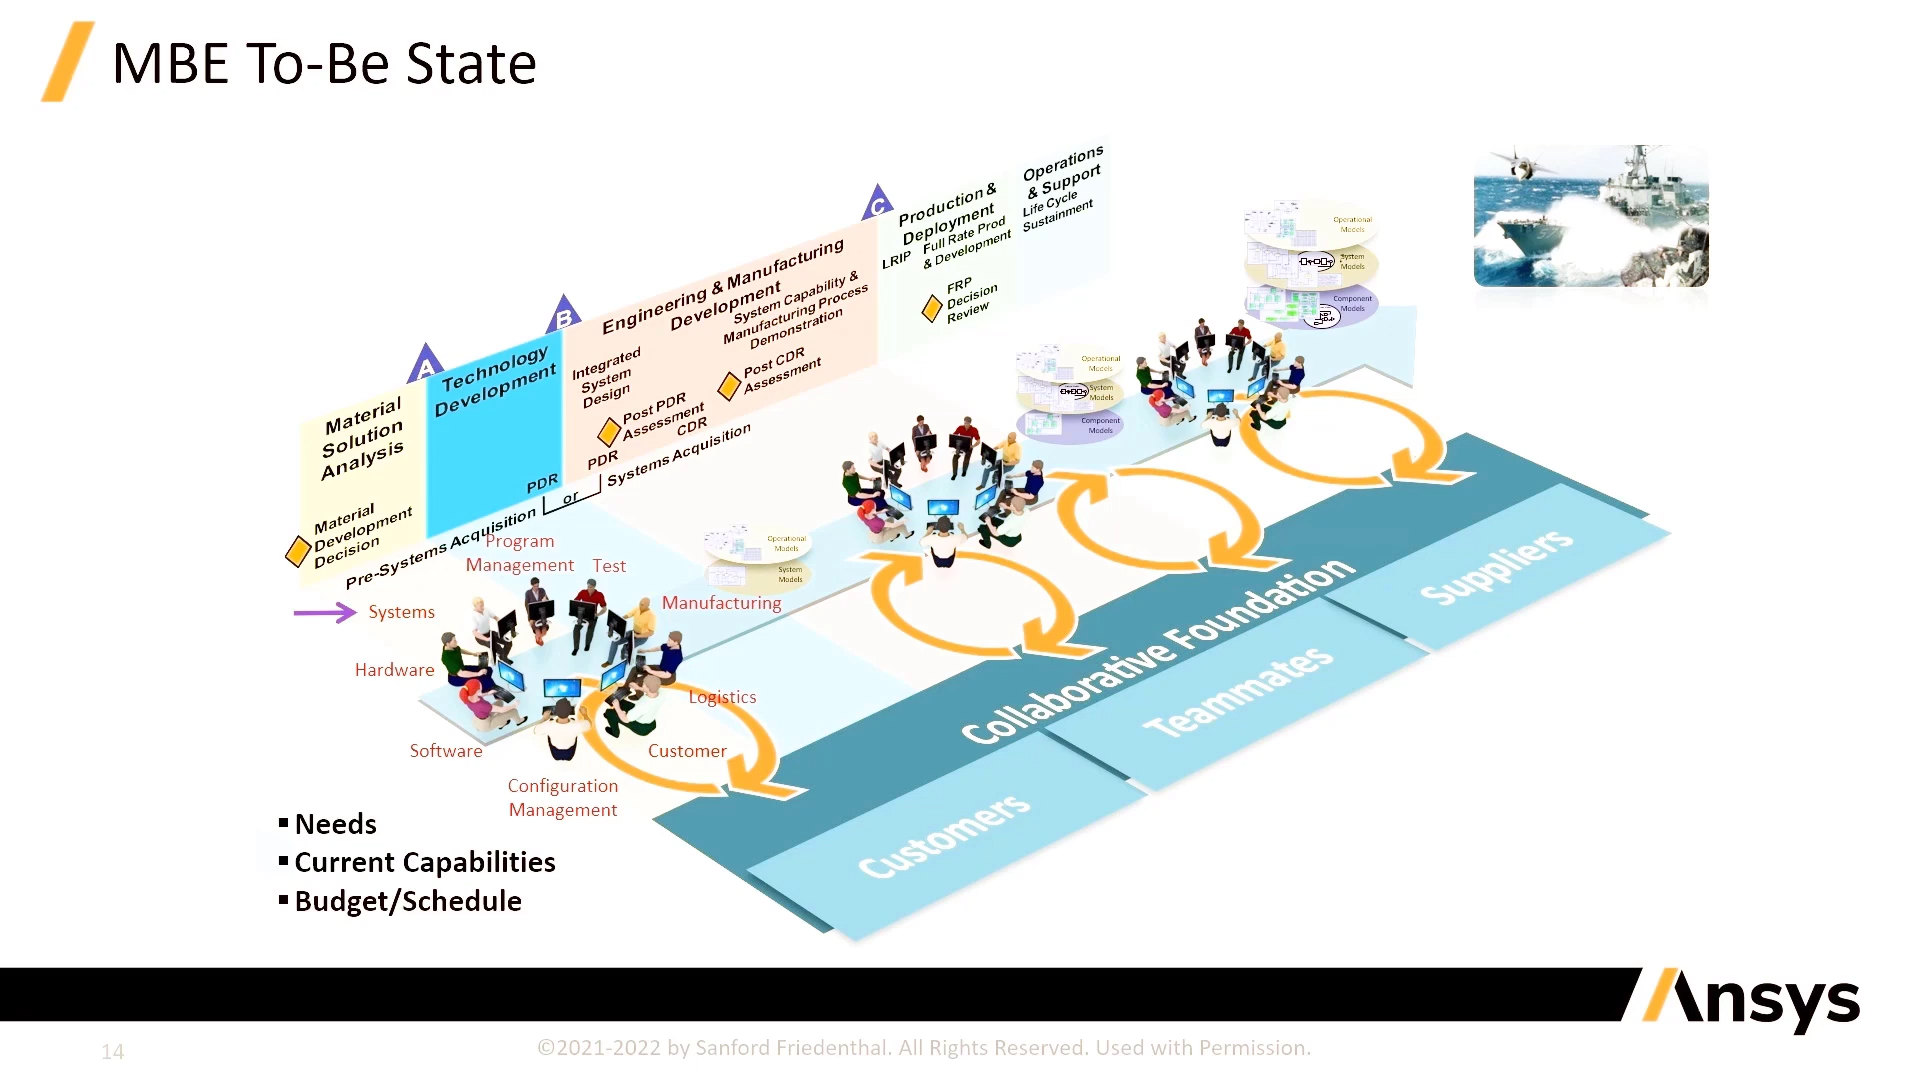 MBE To-Be State
A
B
C
Material
Solution
Analysis
Material
Development
Decision
Technology
Development
PDR
Pre-Systems Acquisition
or
Engineering & Manufacturing
Development
Integrated
System
Design
System Capability &
Manufacturing Process
Demonstration
Post PDR
Assessment
Post CDR
Assessment
PDR
CDR
Systems Acquisition
Production &
Deployment
LRIP
Full Rate Prod
& Development
FRP
Decision
Review
Operations
& Support
Life Cycle
Sustainment
Operational
Models
System
Models
Component
Models
Operational
Models
System
Models
Component
Models
Operational
Models
System
Models
Program
Management
Test
Systems
Manufacturing
Hardware
Logistics
Software
Customer
Configuration
Management
Collaborative Foundation
Customers
Teammates
Suppliers
▪ Needs
▪ Current Capabilities
▪ Budget/Schedule
Ansys
14
©2021-2022 by Sanford Friedenthal. All Rights Reserved. Used with Permission.